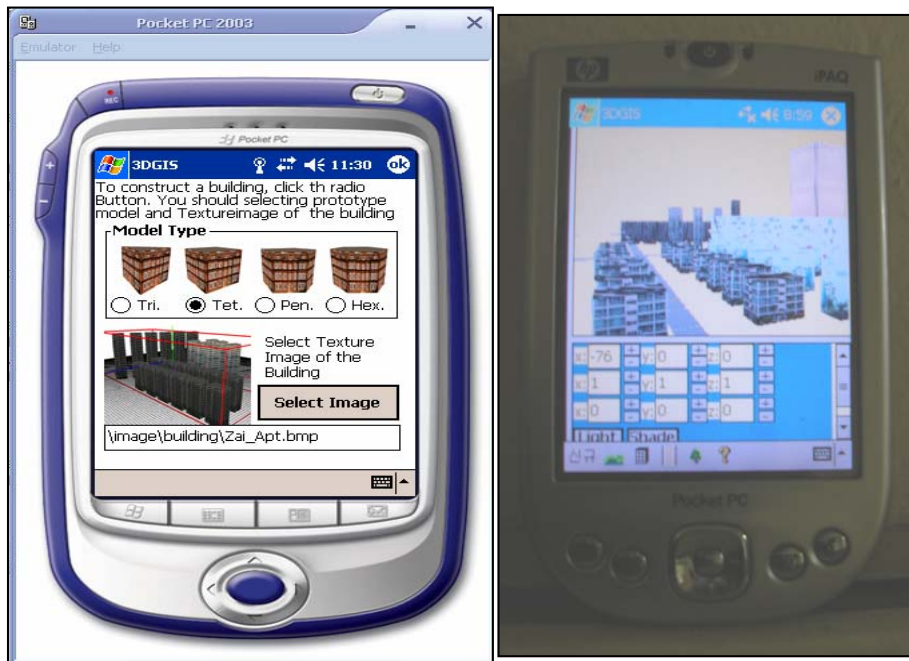 Pocket PC 2003
Emulator Help
REC
Pocket PC
3DGIS 11:30 ok
To construct a building, click th radio
Button. You should selecting prototype
model and Textureimage of the building
Model Type
Tri. Tet. Pen. Hex.
Select Texture
Image of the
Building
Select Image
\image\building\Zai_Apt.bmp
hp iPAQ
3DGIS 8:59
x: -76 y: 0 z: 0
x: 1 y: 1 z: 1
x: 0 y: 0 z: 0
Light Shade
신규
Pocket PC